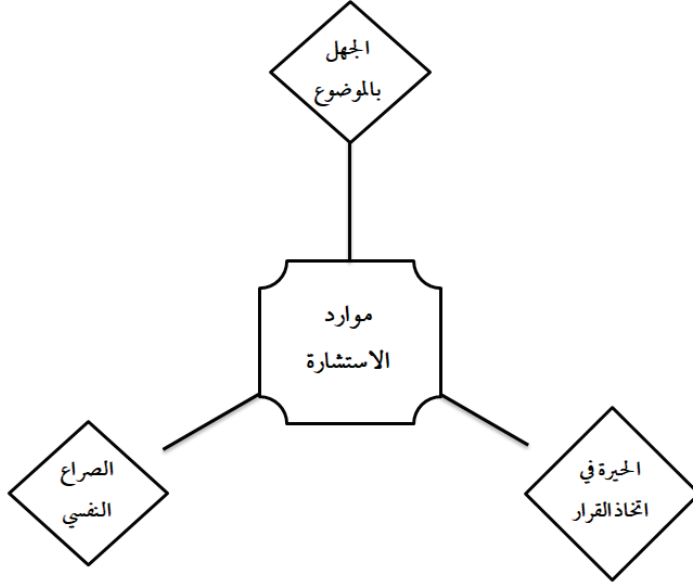 الجهل
بالموضوع
موارد
الاستشارة
الحيرة في
اتخاذ القرار
الصراع
النفسي